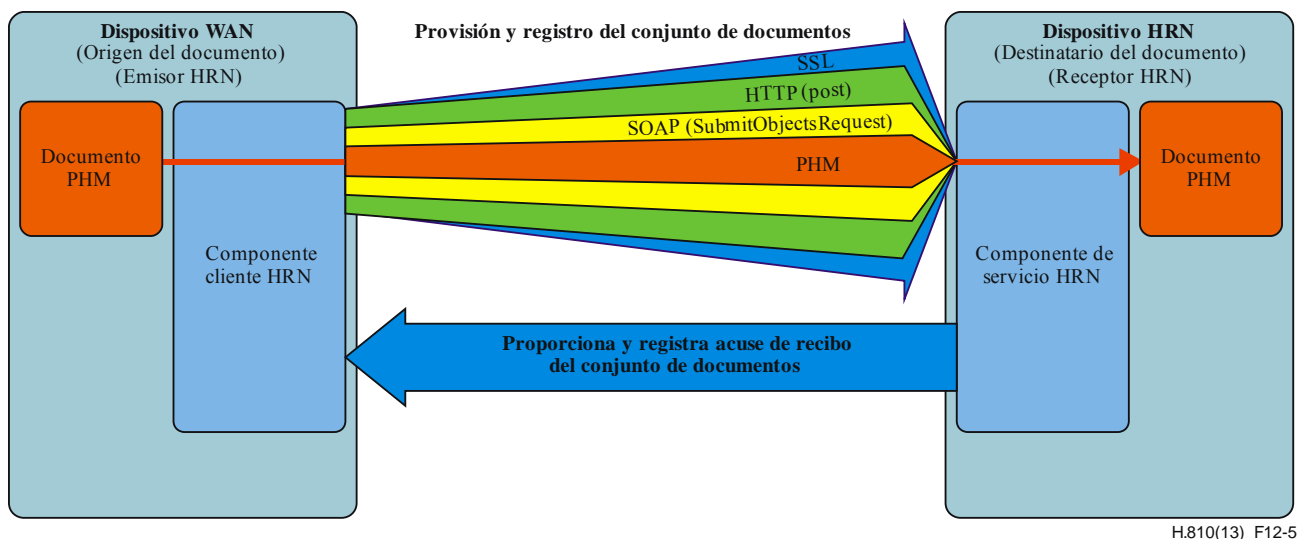 Dispositivo WAN
(Origen del documento)
(Emisor HRN)
Documento
PHM
Componente
cliente HRN
Provisión y registro del conjunto de documentos
SSL
HTTP (post)
SOAP (SubmitObjectsRequest)
PHM
Proporciona y registra acuse de recibo
del conjunto de documentos
Dispositivo HRN
(Destinatario del documento)
(Receptor HRN)
Componente de
servicio HRN
Documento
PHM
H.810(13)_F12-5